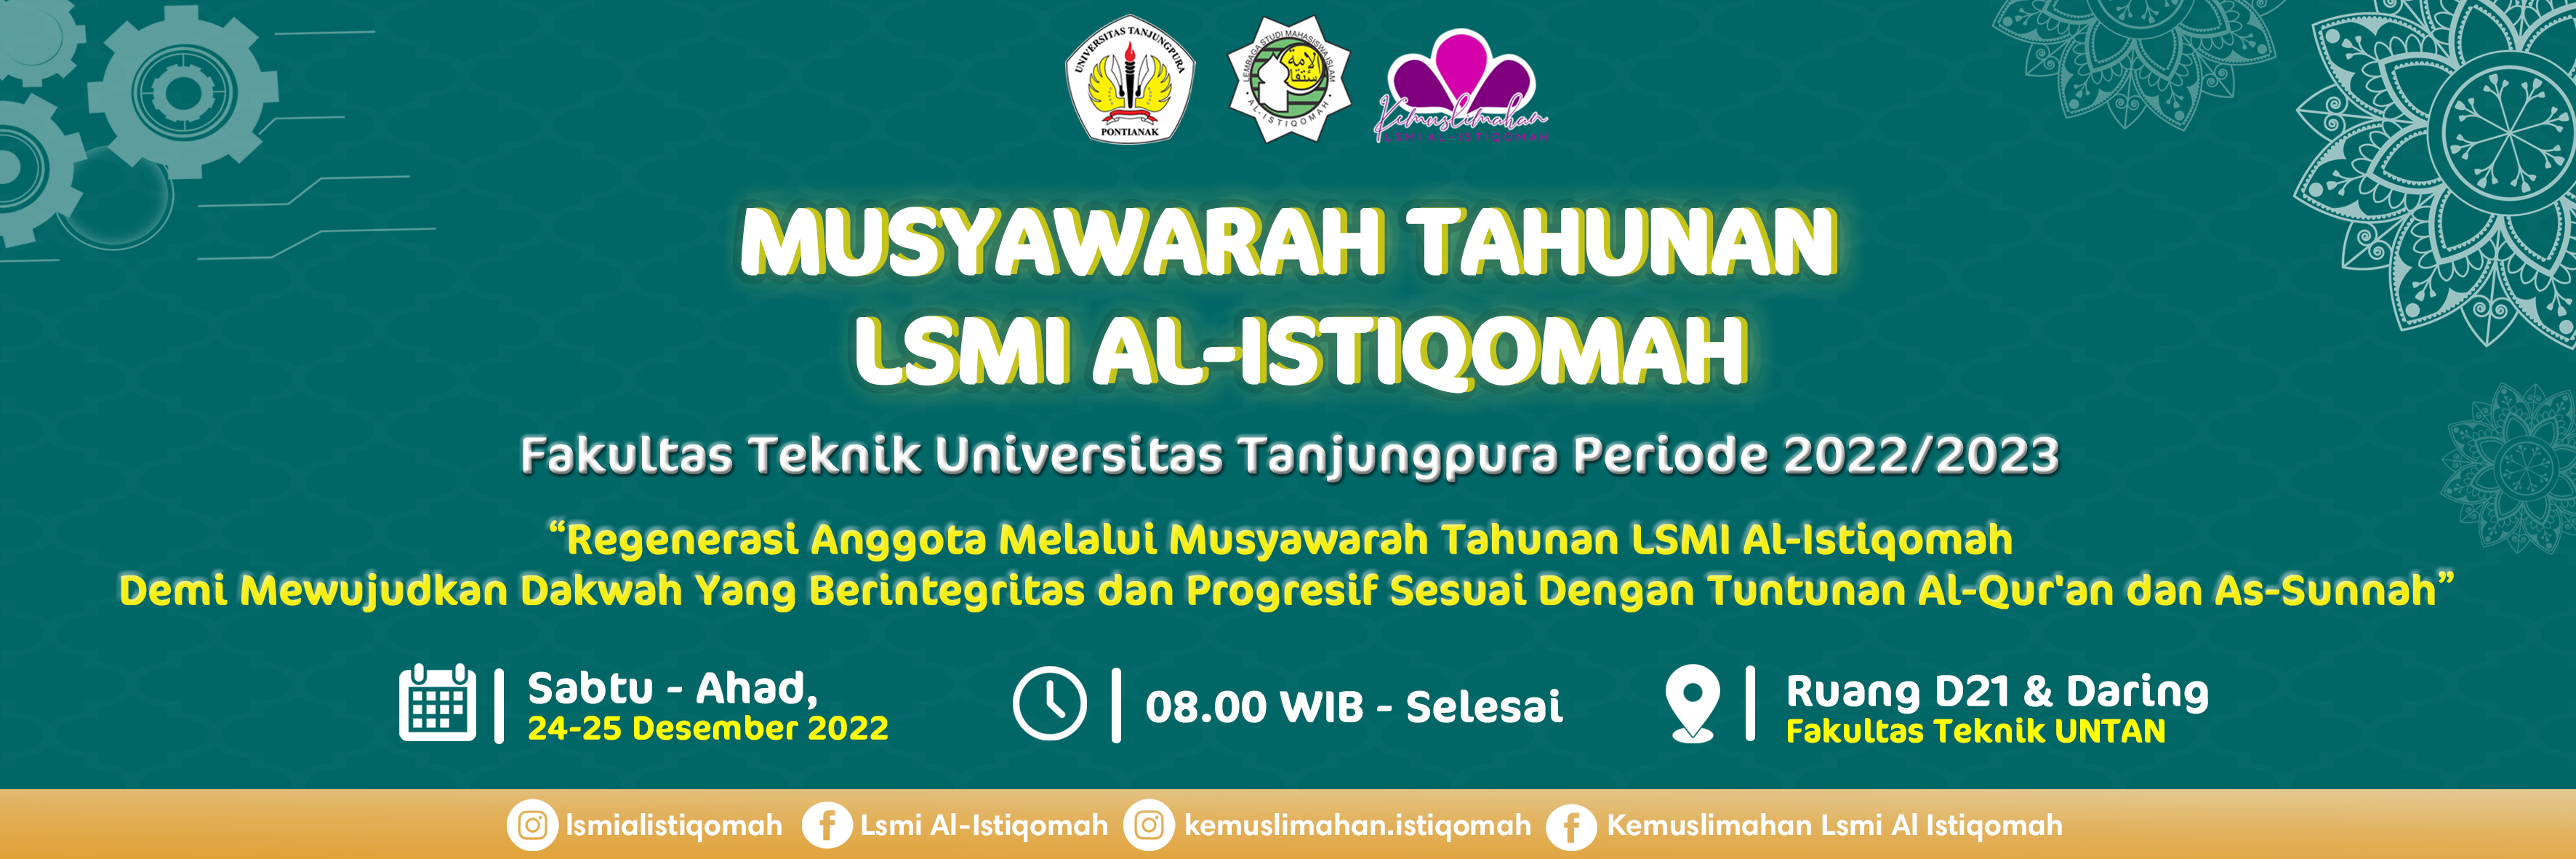 UNIVERSITAS TANJUNGPURA
PONTIANAK
LEMBAGA STUDI MAHASISWA ISLAM
AL-ISTIQOMAH
Kemuslimahan
LSMI AL-ISTIQOMAH
MUSYAWARAH TAHUNAN
LSMI AL-ISTIQOMAH
Fakultas Teknik Universitas Tanjungpura Periode 2022/2023
“Regenerasi Anggota Melalui Musyawarah Tahunan LSMI Al-Istiqomah
Demi Mewujudkan Dakwah Yang Berintegritas dan Progresif Sesuai Dengan Tuntunan Al-Qur'an dan As-Sunnah”
Sabtu - Ahad,
24-25 Desember 2022
08.00 WIB - Selesai
Ruang D21 & Daring
Fakultas Teknik UNTAN
lsmialistiqomah
Lsmi Al-Istiqomah
kemuslimahan.istiqomah
Kemuslimahan Lsmi Al Istiqomah